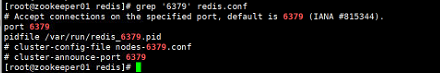 [root@zookeeper01 redis]# grep '6379' redis.conf
# Accept connections on the specified port, default is 6379 (IANA #815344).
port 6379
pidfile /var/run/redis_6379.pid
# cluster-config-file nodes-6379.conf
# cluster-announce-port 6379
[root@zookeeper01 redis]#